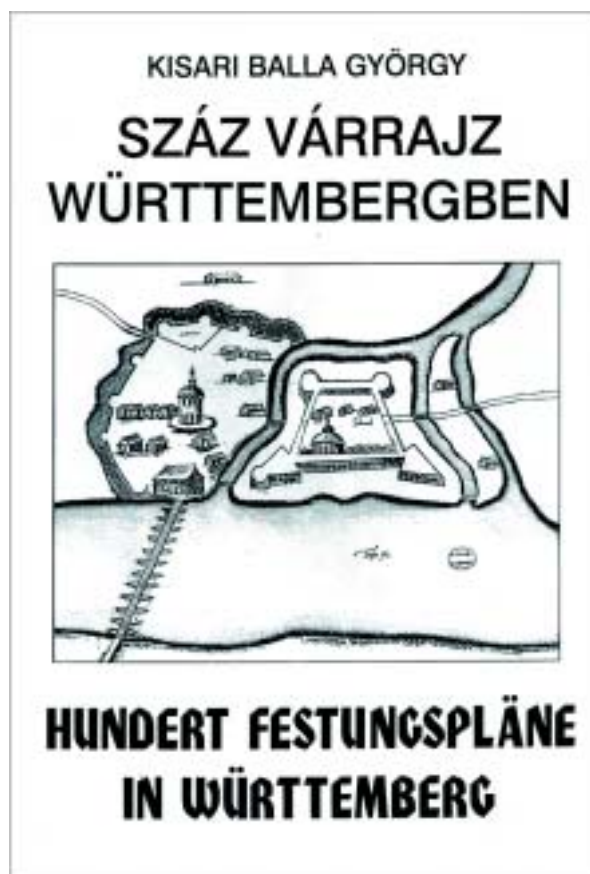 KISARI BALLA GYÖRGY
SZÁZ VÁRRAJZ
WÜRTTEMBERGBEN
HUNDERT FESTUNGSPLÄNE
IN WÜRTTEMBERG